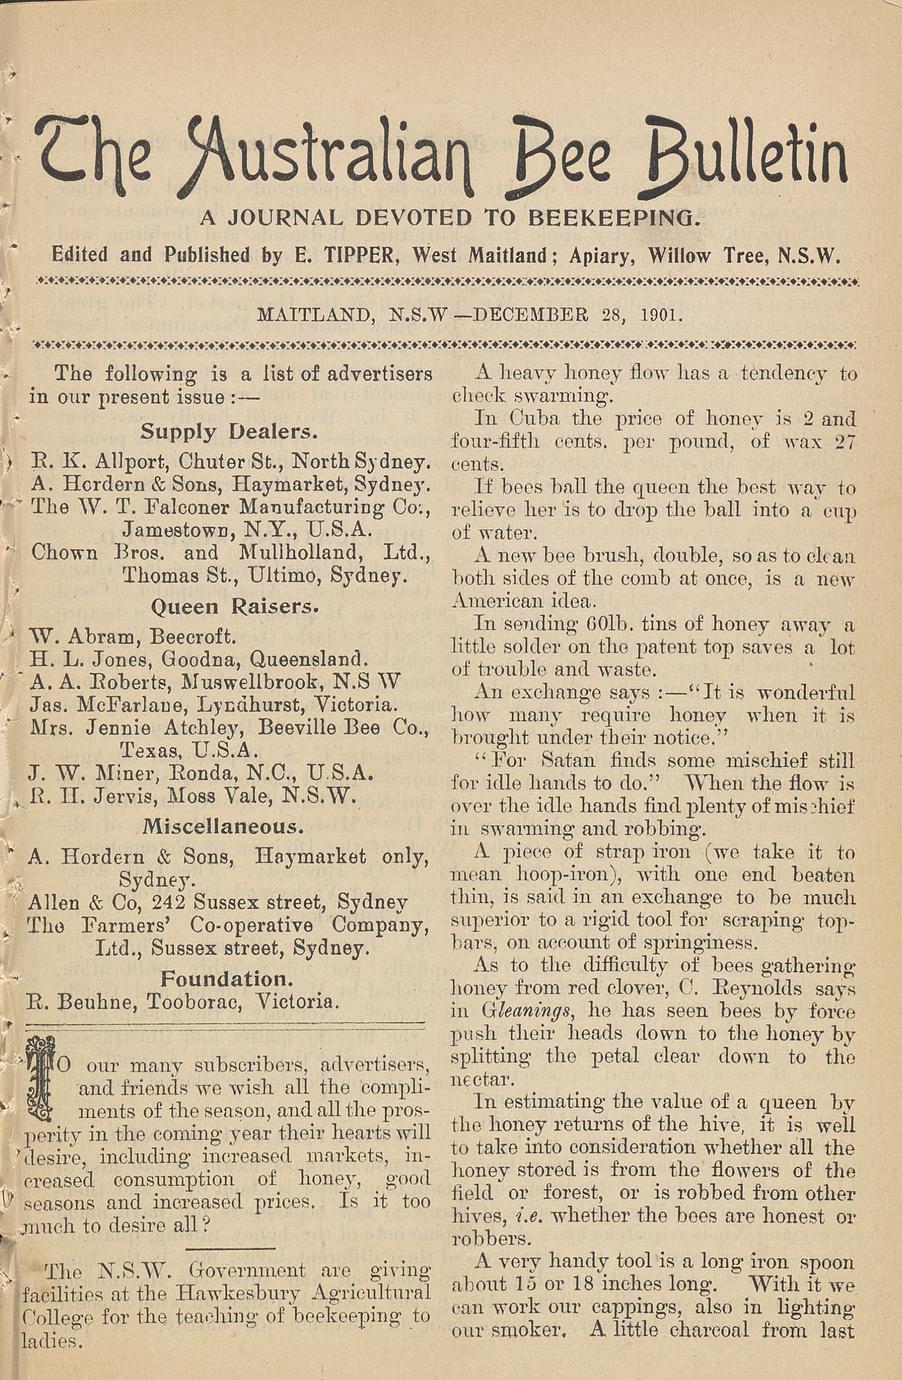 The Australian Bee Bulletin
A JOURNAL DEVOTED TO BEEKEEPING.
Edited and Published by E. TIPPER, West Maitland; Apiary, Willow Tree, N.S.W.
MAITLAND, N.S.W—DECEMBER 28, 1901.
The following is a list of advertisers
in our present issue :—
Supply Dealers.
R. K. Allport, Chuter St., North Sydney.
A. Hordern & Sons, Haymarket, Sydney.
The W. T. Falconer Manufacturing Co.,
Jamestown, N.Y., U.S.A.
Chown Bros. and Mullholland, Ltd.,
Thomas St., Ultimo, Sydney.
Queen Raisers.
W. Abram, Beecroft.
H. L. Jones, Goodna, Queensland.
A. A. Roberts, Muswellbrook, N.S W
Jas. McFarlane, Lyndhurst, Victoria.
Mrs. Jennie Atchley, Beeville Bee Co.,
Texas, U.S.A.
J. W. Miner, Ronda, N.C., U.S.A.
R. H. Jervis, Moss Vale, N.S.W.
Miscellaneous.
A. Hordern & Sons, Haymarket only,
Sydney.
Allen & Co, 242 Sussex street, Sydney
The Farmers' Co-operative Company,
Ltd., Sussex street, Sydney.
Foundation.
R. Beuhne, Tooborac, Victoria.
TO our many subscribers, advertisers,
and friends we wish all the compli-
ments of the season, and all the pros-
perity in the coming year their hearts will
desire, including increased markets, in-
creased consumption of honey, good
seasons and increased prices. Is it too
much to desire all?
The N.S.W. Government are giving
facilities at the Hawkesbury Agricultural
College for the teaching of beekeeping to
ladies.
A heavy honey flow has a tendency to
check swarming.
In Cuba the price of honey is 2 and
four-fifth cents. per pound, of wax 27
cents.
If bees ball the queen the best way to
relieve her is to drop the ball into a cup
of water.
A new bee brush, double, so as to clean
both sides of the comb at once, is a new
American idea.
In sending 60lb. tins of honey away a
little solder on the patent top saves a lot
of trouble and waste.
An exchange says :—"It is wonderful
how many require honey when it is
brought under their notice."
"For Satan finds some mischief still
for idle hands to do." When the flow is
over the idle hands find plenty of mischief
in swarming and robbing.
A piece of strap iron (we take it to
mean hoop-iron), with one end beaten
thin, is said in an exchange to be much
superior to a rigid tool for scraping top-
bars, on account of springiness.
As to the difficulty of bees gathering
honey from red clover, C. Reynolds says
in Gleanings, he has seen bees by force
push their heads down to the honey by
splitting the petal clear down to the
nectar.
In estimating the value of a queen by
the honey returns of the hive, it is well
to take into consideration whether all the
honey stored is from the flowers of the
field or forest, or is robbed from other
hives, i.e. whether the bees are honest or
robbers.
A very handy tool is a long iron spoon
about 15 or 18 inches long. With it we
can work our cappings, also in lighting
our smoker. A little charcoal from last